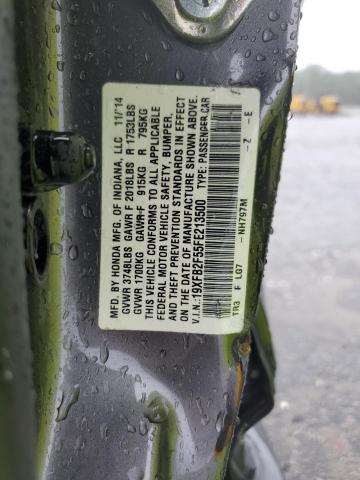 MFD. BY HONDA MFG. OF INDIANA, LLC 11/'14
GVWR 3748LBS GAWR F 2018LBS R 1753LBS
GVWR 1700KG GAWR F 915KG R 795KG
THIS VEHICLE CONFORMS TO ALL APPLICABLE
FEDERAL MOTOR VEHICLE SAFETY, BUMPER,
AND THEFT PREVENTION STANDARDS IN EFFECT
ON THE DATE OF MANUFACTURE SHOWN ABOVE.
V.I.N.:19XFB2F55FE213500 TYPE: PASSENGER CAR
TR3 F LG7 NH797M - Z - E